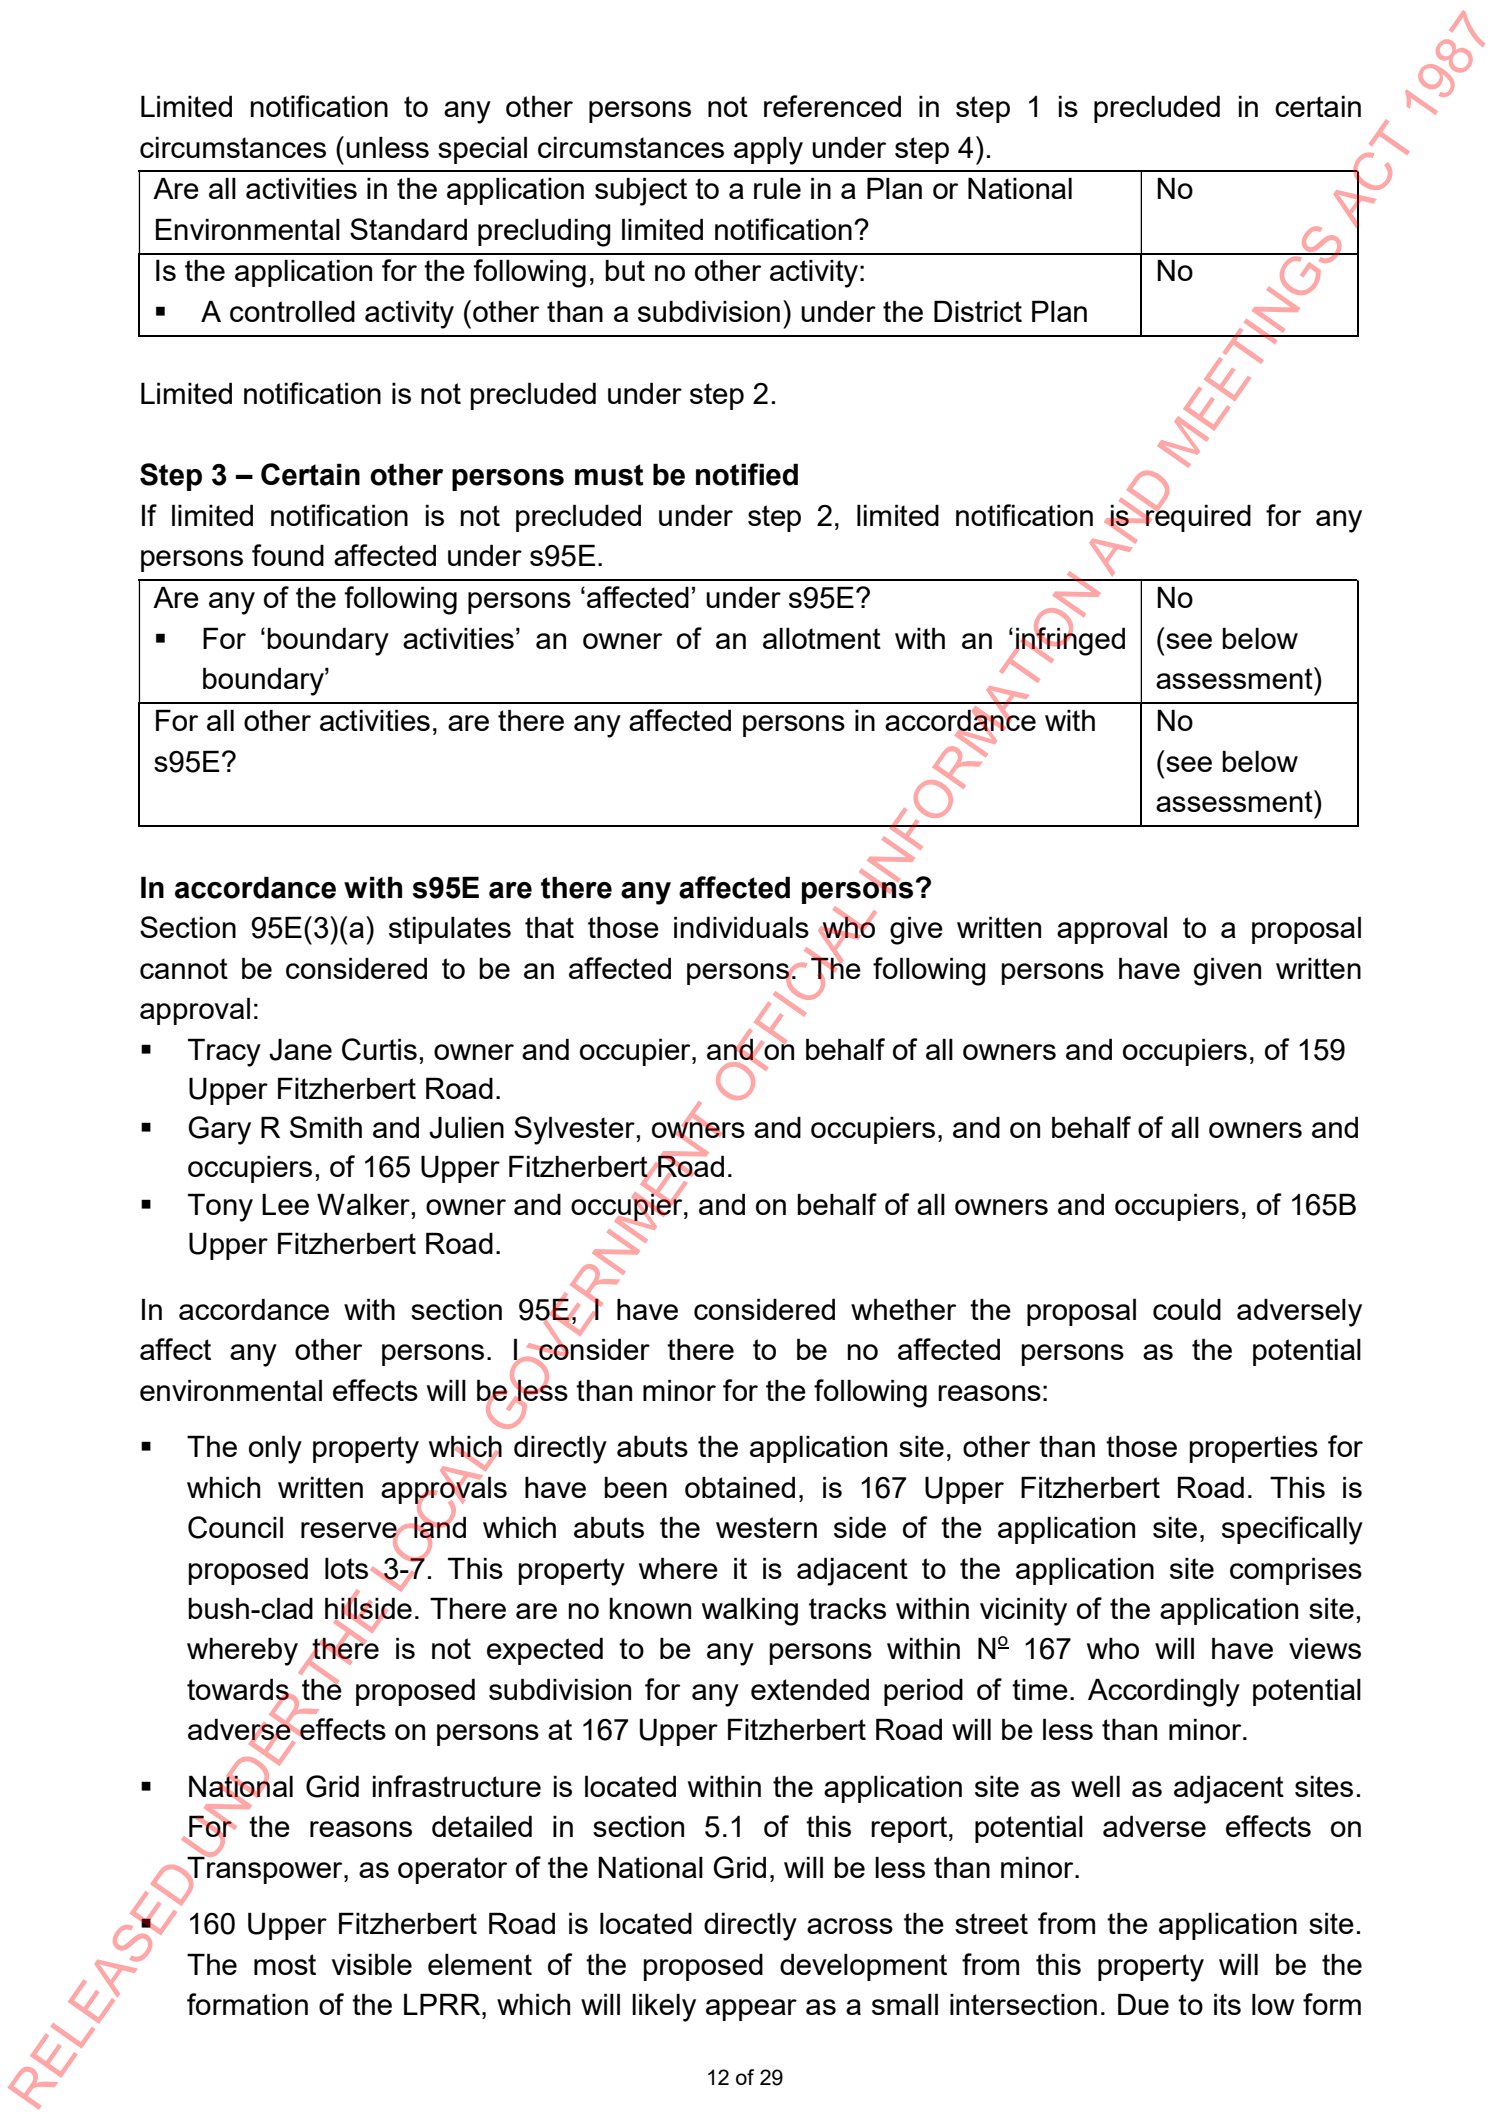 Limited notification to any other persons not referenced in step 1 is precluded in certain
circumstances (unless special circumstances apply under step 4).
Are all activities in the application subject to a rule in a Plan or National
Environmental Standard precluding limited notification?
No
Is the application for the following, but no other activity:
▪ A controlled activity (other than a subdivision) under the District Plan
No
Limited notification is not precluded under step 2.
Step 3 – Certain other persons must be notified
If limited notification is not precluded under step 2, limited notification is required for any
persons found affected under s95E.
Are any of the following persons ‘affected’ under s95E?
▪ For ‘boundary activities’ an owner of an allotment with an ‘infringed
boundary’
No
(see below
assessment)
For all other activities, are there any affected persons in accordance with
s95E?
No
(see below
assessment)
In accordance with s95E are there any affected persons?
Section 95E(3)(a) stipulates that those individuals who give written approval to a proposal
cannot be considered to be an affected persons. The following persons have given written
approval:
▪ Tracy Jane Curtis, owner and occupier, and on behalf of all owners and occupiers, of 159
Upper Fitzherbert Road.
▪ Gary R Smith and Julien Sylvester, owners and occupiers, and on behalf of all owners and
occupiers, of 165 Upper Fitzherbert Road.
▪ Tony Lee Walker, owner and occupier, and on behalf of all owners and occupiers, of 165B
Upper Fitzherbert Road.
In accordance with section 95E, I have considered whether the proposal could adversely
affect any other persons. I consider there to be no affected persons as the potential
environmental effects will be less than minor for the following reasons:
▪ The only property which directly abuts the application site, other than those properties for
which written approvals have been obtained, is 167 Upper Fitzherbert Road. This is
Council reserve land which abuts the western side of the application site, specifically
proposed lots 3-7. This property where it is adjacent to the application site comprises
bush-clad hillside. There are no known walking tracks within vicinity of the application site,
whereby there is not expected to be any persons within Nº 167 who will have views
towards the proposed subdivision for any extended period of time. Accordingly potential
adverse effects on persons at 167 Upper Fitzherbert Road will be less than minor.
▪ National Grid infrastructure is located within the application site as well as adjacent sites.
For the reasons detailed in section 5.1 of this report, potential adverse effects on
Transpower, as operator of the National Grid, will be less than minor.
▪ 160 Upper Fitzherbert Road is located directly across the street from the application site.
The most visible element of the proposed development from this property will be the
formation of the LPRR, which will likely appear as a small intersection. Due to its low form
12 of 29
RELEASED UNDER THE LOCAL GOVERNMENT OFFICIAL INFORMATION AND MEETINGS ACT 1987